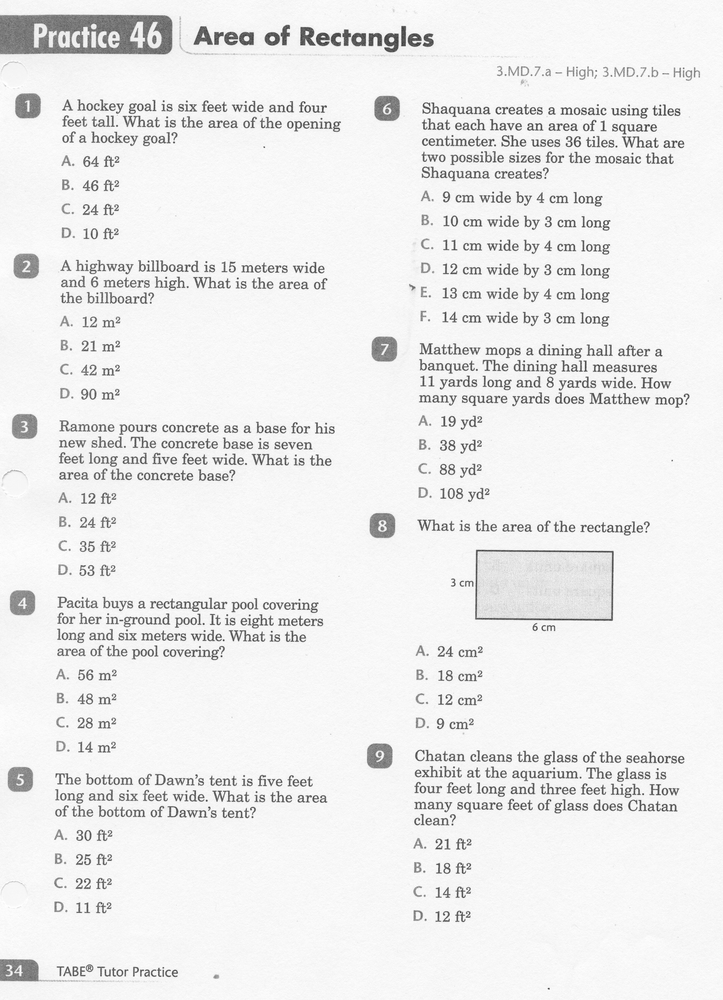 Practice 46
Area of Rectangles
3.MD.7.a – High; 3.MD.7.b – High
1
A hockey goal is six feet wide and four
feet tall. What is the area of the opening
of a hockey goal?
A. 64 ft²
B. 46 ft²
C. 24 ft²
D. 10 ft²
2
A highway billboard is 15 meters wide
and 6 meters high. What is the area of
the billboard?
A. 12 m²
B. 21 m²
C. 42 m²
D. 90 m²
3
Ramone pours concrete as a base for his
new shed. The concrete base is seven
feet long and five feet wide. What is the
area of the concrete base?
A. 12 ft²
B. 24 ft²
C. 35 ft²
D. 53 ft²
4
Pacita buys a rectangular pool covering
for her in-ground pool. It is eight meters
long and six meters wide. What is the
area of the pool covering?
A. 56 m²
B. 48 m²
C. 28 m²
D. 14 m²
5
The bottom of Dawn's tent is five feet
long and six feet wide. What is the area
of the bottom of Dawn's tent?
A. 30 ft²
B. 25 ft²
C. 22 ft²
D. 11 ft²
6
Shaquana creates a mosaic using tiles
that each have an area of 1 square
centimeter. She uses 36 tiles. What are
two possible sizes for the mosaic that
Shaquana creates?
A. 9 cm wide by 4 cm long
B. 10 cm wide by 3 cm long
C. 11 cm wide by 4 cm long
D. 12 cm wide by 3 cm long
E. 13 cm wide by 4 cm long
F. 14 cm wide by 3 cm long
7
Matthew mops a dining hall after a
banquet. The dining hall measures
11 yards long and 8 yards wide. How
many square yards does Matthew mop?
A. 19 yd²
B. 38 yd²
C. 88 yd²
D. 108 yd²
8
What is the area of the rectangle?
3 cm
6 cm
A. 24 cm²
B. 18 cm²
C. 12 cm²
D. 9 cm²
9
Chatan cleans the glass of the seahorse
exhibit at the aquarium. The glass is
four feet long and three feet high. How
many square feet of glass does Chatan
clean?
A. 21 ft²
B. 18 ft²
C. 14 ft²
D. 12 ft²
34
TABE® Tutor Practice